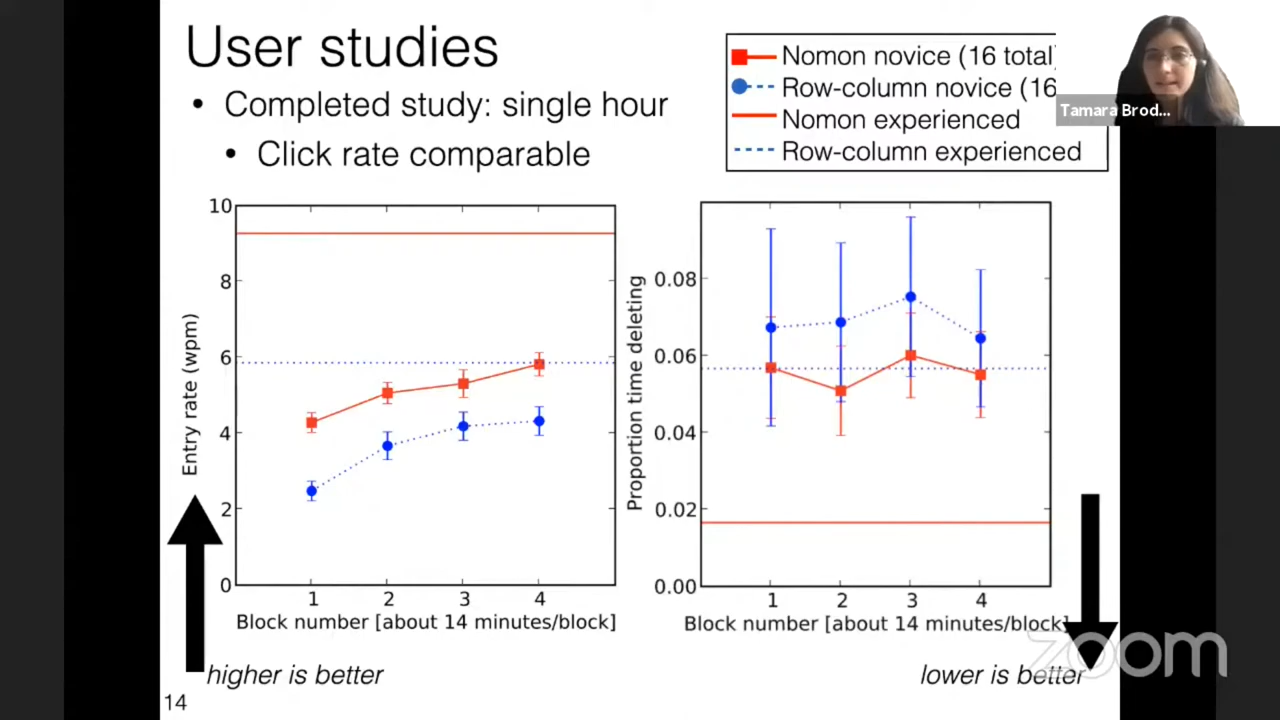 User studies
• Completed study: single hour
• Click rate comparable
Nomon novice (16 total)
Row-column novice (16
Nomon experienced
Row-column experienced
Tamara Brod...
Entry rate (wpm)
10
8
6
4
2
0
1 2 3 4
Block number [about 14 minutes/block]
higher is better
Proportion time deleting
0.08
0.06
0.04
0.02
0.00
1 2 3 4
Block number [about 14 minutes/block]
lower is better
zoom
14